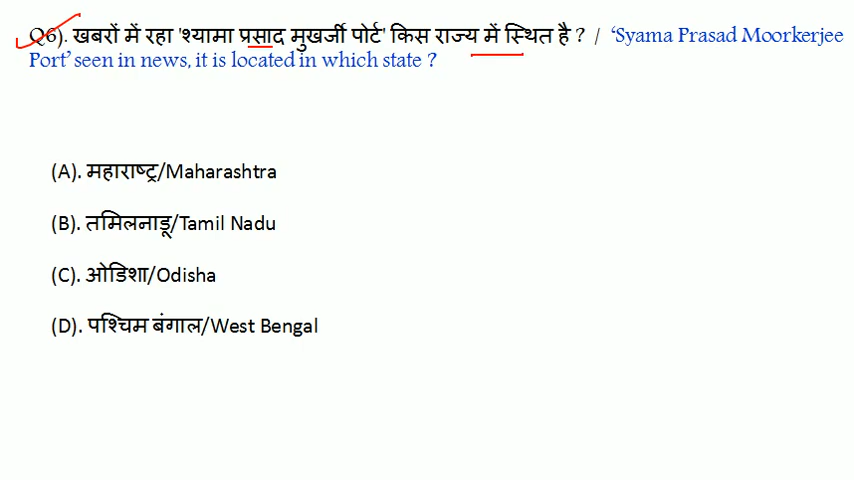 Q6). खबरों में रहा 'श्यामा प्रसाद मुखर्जी पोर्ट' किस राज्य में स्थित है ? / ‘Syama Prasad Moorkerjee
Port’ seen in news, it is located in which state ?
(A). महाराष्ट्र/Maharashtra
(B). तमिलनाडू/Tamil Nadu
(C). ओडिशा/Odisha
(D). पश्चिम बंगाल/West Bengal